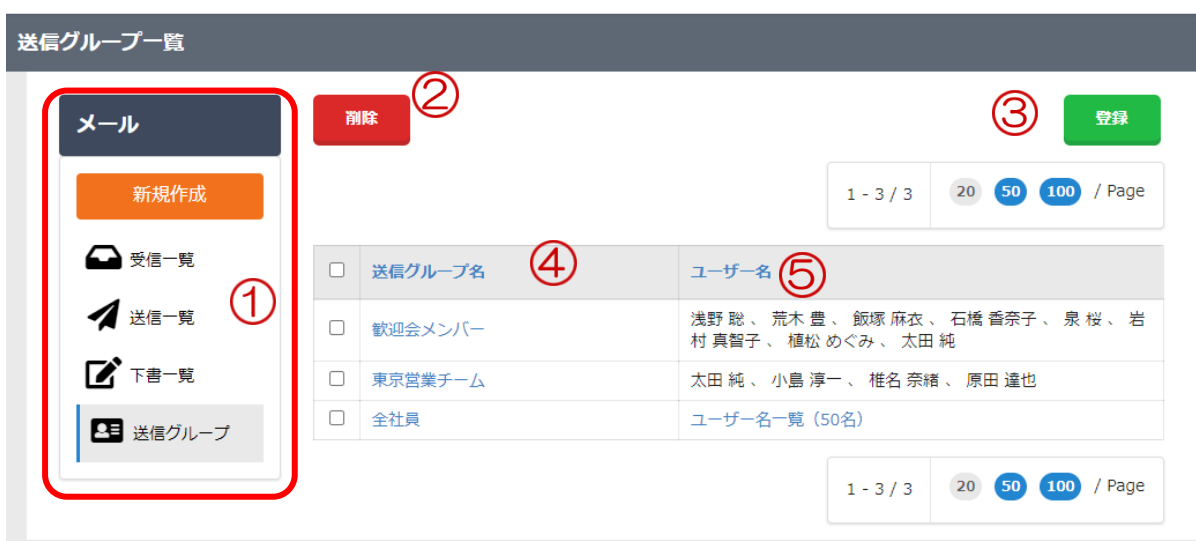 送信グループ一覧
メール
新規作成
受信一覧
送信一覧
下書一覧
送信グループ
①
削除
②
③
登録
1 - 3 / 3 20 50 100 / Page
送信グループ名 ④ ユーザー名 ⑤
歓迎会メンバー
浅野 聡 、 荒木 豊 、 飯塚 麻衣 、 石橋 香奈子 、 泉 桜 、 岩
村 真智子 、 植松 めぐみ 、 太田 純
東京営業チーム 太田 純 、 小島 淳一 、 椎名 奈緒 、 原田 達也
全社員 ユーザー名一覧（50名）
1 - 3 / 3 20 50 100 / Page